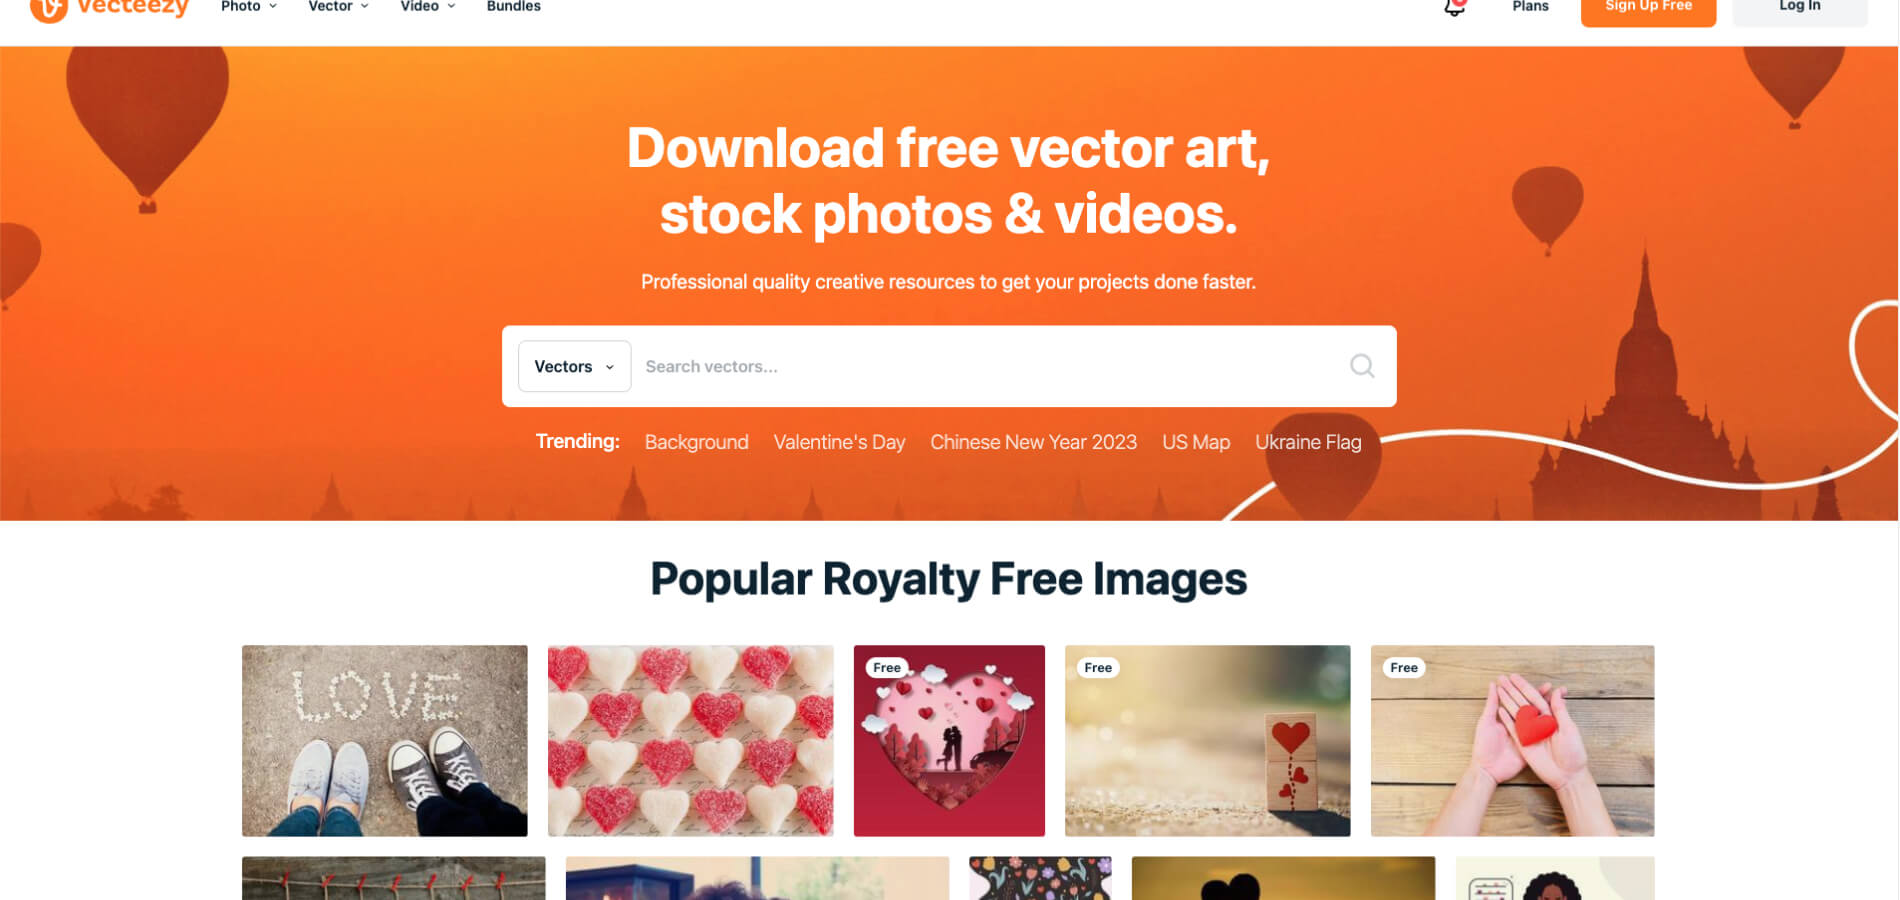 Vecteezy Photo Vector Video Bundles Plans Sign Up Free Log In
Download free vector art,
stock photos & videos.
Professional quality creative resources to get your projects done faster.
Vectors Search vectors...
Trending: Background Valentine's Day Chinese New Year 2023 US Map Ukraine Flag
Popular Royalty Free Images
Free Free Free
LOVE